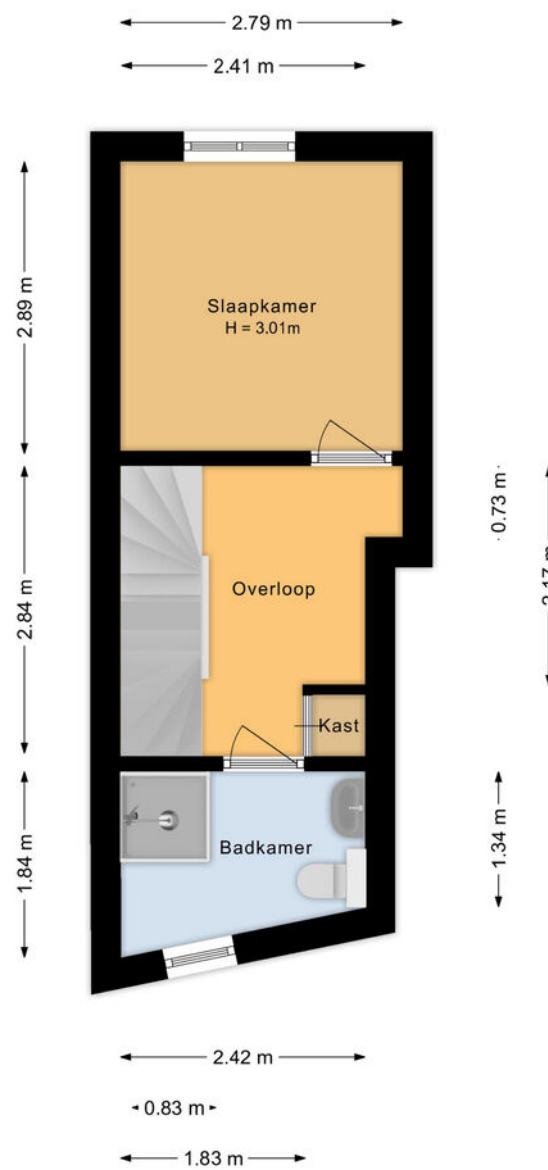 2.79 m
2.41 m
2.89 m
Slaapkamer
H = 3.01m
0.73 m
2.84 m
Overloop
Kast
1.84 m
Badkamer
1.34 m
2.42 m
0.83 m
1.83 m